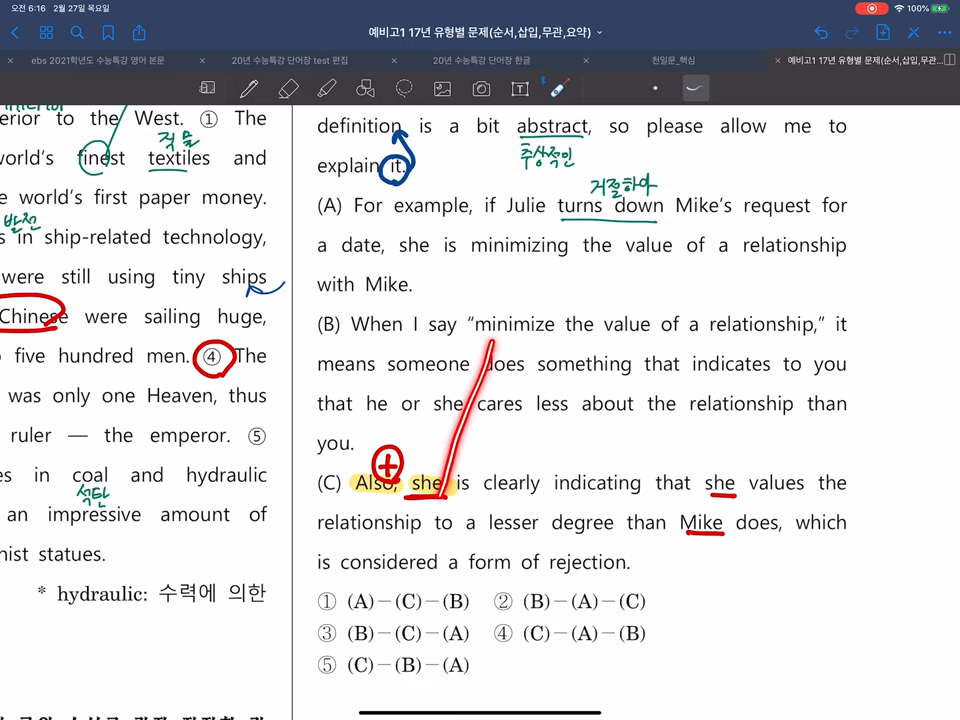 오전 6:16 2월 27일 목요일
100%
예비고1 17년 유형별 문제(순서,삽입,무관,요약)
ebs 2021학년도 수능특강 영어 본문
20년 수능특강 단어장 test 편집
20년 수능특강 단어장 한글
천일문_핵심
예비고1 17년 유형별 문제(순서,삽입,무관,...
erior to the West. ① The
직물
world's finest textiles and
e world's first paper money.
발전
s in ship-related technology,
were still using tiny ships
Chinese were sailing huge,
o five hundred men. ④ The
was only one Heaven, thus
ruler — the emperor. ⑤
es in coal and hydraulic
석탄
an impressive amount of
hist statues.
* hydraulic: 수력에 의한
definition is a bit abstract, so please allow me to
추상적인
explain it.
거절하다
(A) For example, if Julie turns down Mike's request for
a date, she is minimizing the value of a relationship
with Mike.
(B) When I say “minimize the value of a relationship,” it
means someone does something that indicates to you
that he or she cares less about the relationship than
you.
(C) Also, she is clearly indicating that she values the
relationship to a lesser degree than Mike does, which
is considered a form of rejection.
① (A)－(C)－(B) ② (B)－(A)－(C)
③ (B)－(C)－(A) ④ (C)－(A)－(B)
⑤ (C)－(B)－(A)